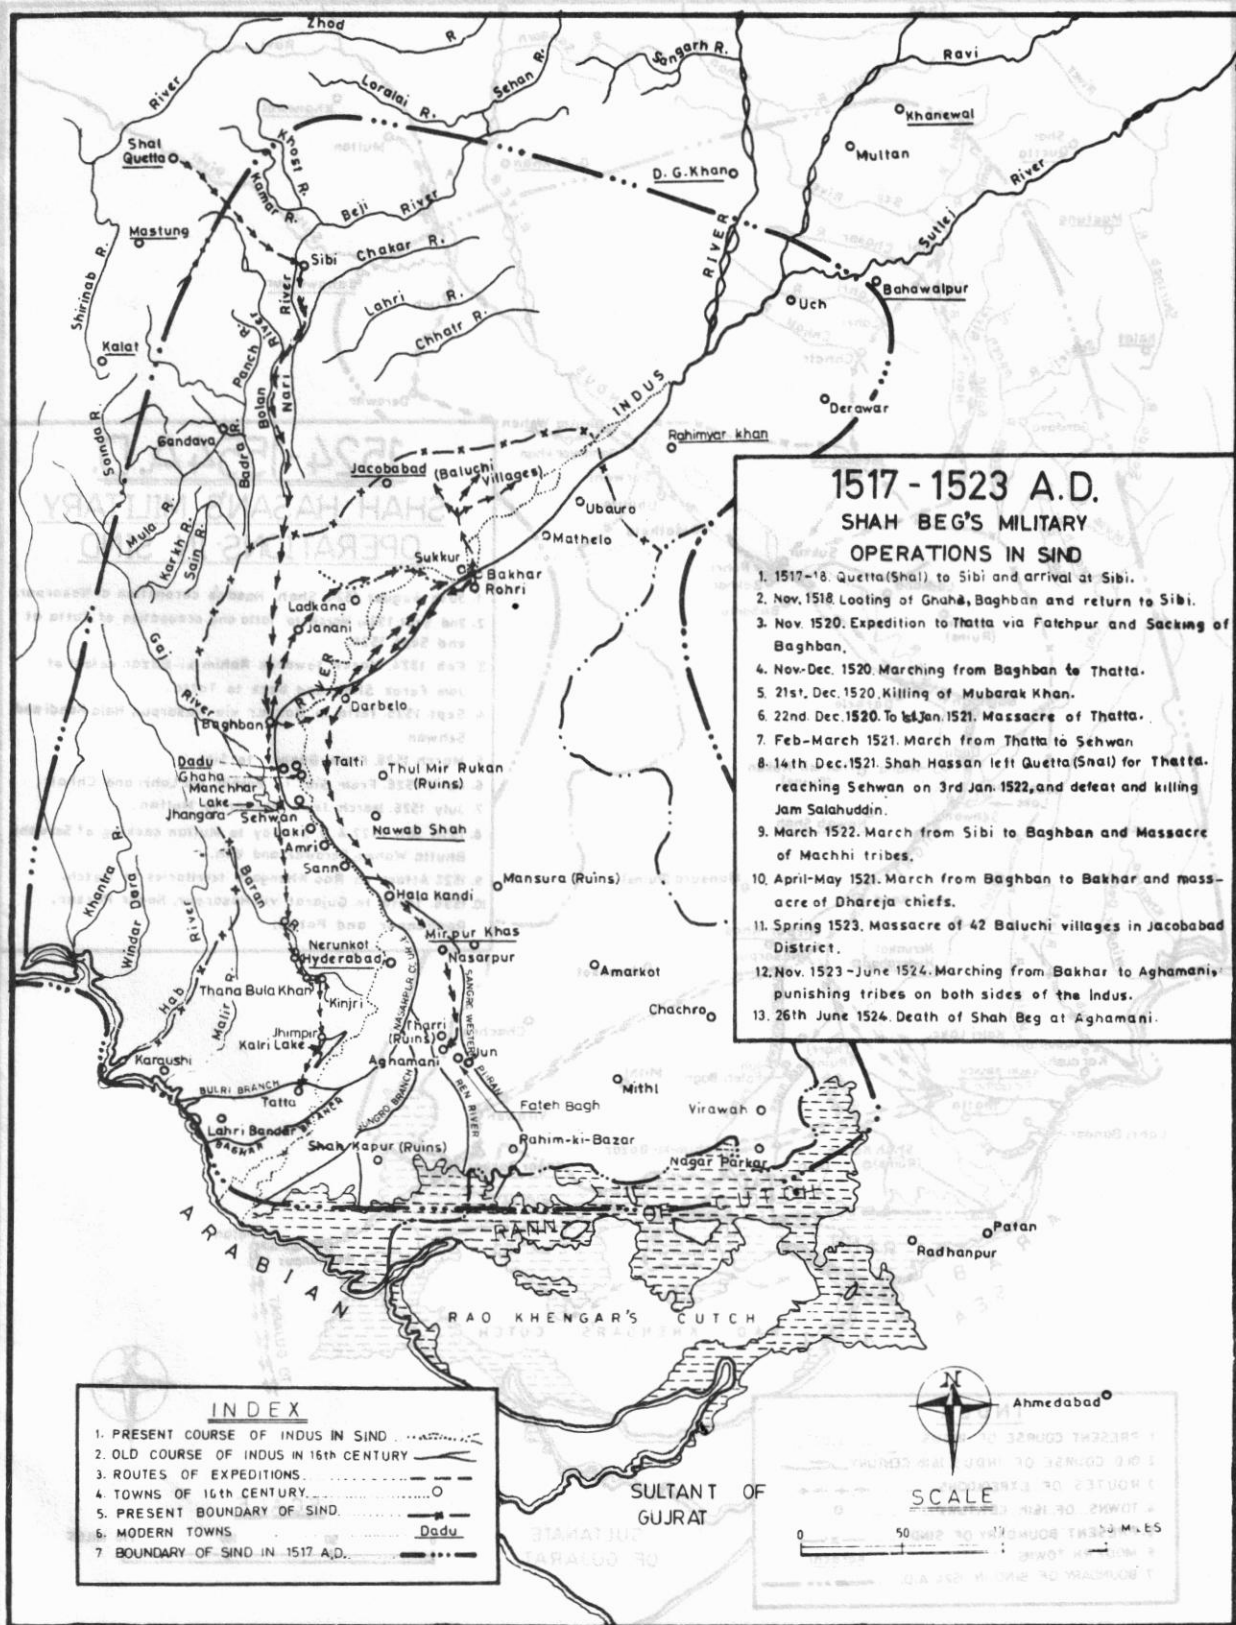 Zhod
R.
River
Loralai R.
Sehan R.
Sangarh R.
Ravi
Khanewal
Multan
Shal
Quetta
Khost R.
Kamar R.
Beji River
D. G. Khan
RIVER
River
Sutlej
Mastung
Sibi
Chakar R.
Shirinab R.
River
Lahri R.
Chhatr R.
Bahawalpur
Uch
Kalat
Panch R.
River
Bolan
Nari
INDUS
Derawar
Sainda R.
Gandava
Badra R.
Rahimyar khan
Jacobabad
(Baluchi
Villages)
Mula R.
Karkh R.
Sain R.
Ubauro
Mathelo
Sukkur
Bakhar
Rohri
Ladkana
Janani
Gaj
River
RIVER
Darbelo
Baghban
Dadu
Talti
Ghaha
Manchhar
Lake
Jhangara
Sehwan
Thul Mir Rukan
(Ruins)
Laki
Amri
Nawab Shah
Sann
Mansura (Ruins)
Khantra R.
Windar Dara
Baran
River
Hala Kandi
Nerunkot
Hyderabad
Mirpur Khas
Nasarpur
Amarkot
Hab
Malir R.
Thana Bula Khan
Kinjri
Chachro
Jhimpir
Kalri Lake
Tharri
(Ruins)
Aghamani
Jun
SANGRO WESTERN PURAN
Karaushi
BULRI BRANCH
Tatta
REN RIVER
Mithi
Fateh Bagh
Virawah
Lahri Bandar
BAGHAR
Shah Kapur (Ruins)
Rahim-ki-Bazar
Nagar Parkar
RANN OF CUTCH
Patan
Radhanpur
ARABIAN
RAO KHENGAR'S CUTCH
SULTANT OF
GUJRAT
Ahmedabad
1517 - 1523 A.D.
SHAH BEG'S MILITARY
OPERATIONS IN SIND
1. 1517-18. Quetta(Shal) to Sibi and arrival at Sibi.
2. Nov. 1518. Looting of Ghaha, Baghban and return to Sibi.
3. Nov. 1520. Expedition to Thatta via Fatehpur and Sacking of
Baghban.
4. Nov-Dec. 1520. Marching from Baghban to Thatta.
5. 21st. Dec. 1520. Killing of Mubarak Khan.
6. 22nd. Dec. 1520. To 1st Jan. 1521. Massacre of Thatta.
7. Feb-March 1521. March from Thatta to Sehwan
8. 14th Dec. 1521. Shah Hassan left Quetta(Shal) for Thatta.
reaching Sehwan on 3rd Jan. 1522, and defeat and killing
Jam Salahuddin.
9. March 1522. March from Sibi to Baghban and Massacre
of Machhi tribes.
10. April-May 1521. March from Baghban to Bakhar and mass-
acre of Dhareja chiefs.
11. Spring 1523. Massacre of 42 Baluchi villages in Jacobabad
District.
12. Nov. 1523 - June 1524. Marching from Bakhar to Aghamani,
punishing tribes on both sides of the Indus.
13. 26th June 1524. Death of Shah Beg at Aghamani.
INDEX
1. PRESENT COURSE OF INDUS IN SIND
2. OLD COURSE OF INDUS IN 16th CENTURY
3. ROUTES OF EXPEDITIONS
4. TOWNS OF 16th CENTURY
5. PRESENT BOUNDARY OF SIND
6. MODERN TOWNS Dadu
7 BOUNDARY OF SIND IN 1517 A.D.
N
SCALE
0 50 MILES